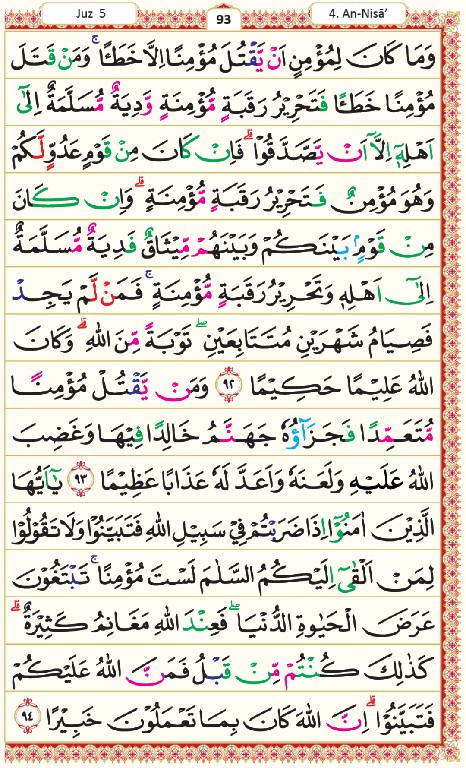 Juz 5
93
4. An-Nisā’
وَمَا كَانَ لِمُؤْمِنٍ اَنْ يَّقْتُلَ مُؤْمِنًا اِلَّا خَطَـًٔا ۚ وَمَنْ قَتَلَ
مُؤْمِنًا خَطَـًٔا فَتَحْرِيْرُ رَقَبَةٍ مُّؤْمِنَةٍ وَّدِيَةٌ مُّسَلَّمَةٌ اِلٰٓى
اَهْلِهٖٓ اِلَّآ اَنْ يَّصَّدَّقُوْا ۗ فَاِنْ كَانَ مِنْ قَوْمٍ عَدُوٍّ لَّكُمْ
وَهُوَ مُؤْمِنٌ فَتَحْرِيْرُ رَقَبَةٍ مُّؤْمِنَةٍ ۗ وَاِنْ كَانَ
مِنْ قَوْمٍۢ بَيْنَكُمْ وَبَيْنَهُمْ مِّيْثَاقٌ فَدِيَةٌ مُّسَلَّمَةٌ
اِلٰٓى اَهْلِهٖ وَتَحْرِيْرُ رَقَبَةٍ مُّؤْمِنَةٍ ۚ فَمَنْ لَّمْ يَجِدْ
فَصِيَامُ شَهْرَيْنِ مُتَتَابِعَيْنِ ۖ تَوْبَةً مِّنَ اللّٰهِ ۗ وَكَانَ
اللّٰهُ عَلِيْمًا حَكِيْمًا ٩٢ وَمَنْ يَّقْتُلْ مُؤْمِنًا
مُّتَعَمِّدًا فَجَزَاۤؤُهٗ جَهَنَّمُ خَالِدًا فِيْهَا وَغَضِبَ
اللّٰهُ عَلَيْهِ وَلَعَنَهٗ وَاَعَدَّ لَهٗ عَذَابًا عَظِيْمًا ٩٣ يٰٓاَيُّهَا
الَّذِيْنَ اٰمَنُوْٓا اِذَا ضَرَبْتُمْ فِيْ سَبِيْلِ اللّٰهِ فَتَبَيَّنُوْا وَلَا تَقُوْلُوْا
لِمَنْ اَلْقٰىٓ اِلَيْكُمُ السَّلٰمَ لَسْتَ مُؤْمِنًا ۚ تَبْتَغُوْنَ
عَرَضَ الْحَيٰوةِ الدُّنْيَا ۖ فَعِنْدَ اللّٰهِ مَغَانِمُ كَثِيْرَةٌ ۗ
كَذٰلِكَ كُنْتُمْ مِّنْ قَبْلُ فَمَنَّ اللّٰهُ عَلَيْكُمْ
فَتَبَيَّنُوْا ۗ اِنَّ اللّٰهَ كَانَ بِمَا تَعْمَلُوْنَ خَبِيْرًا ٩٤